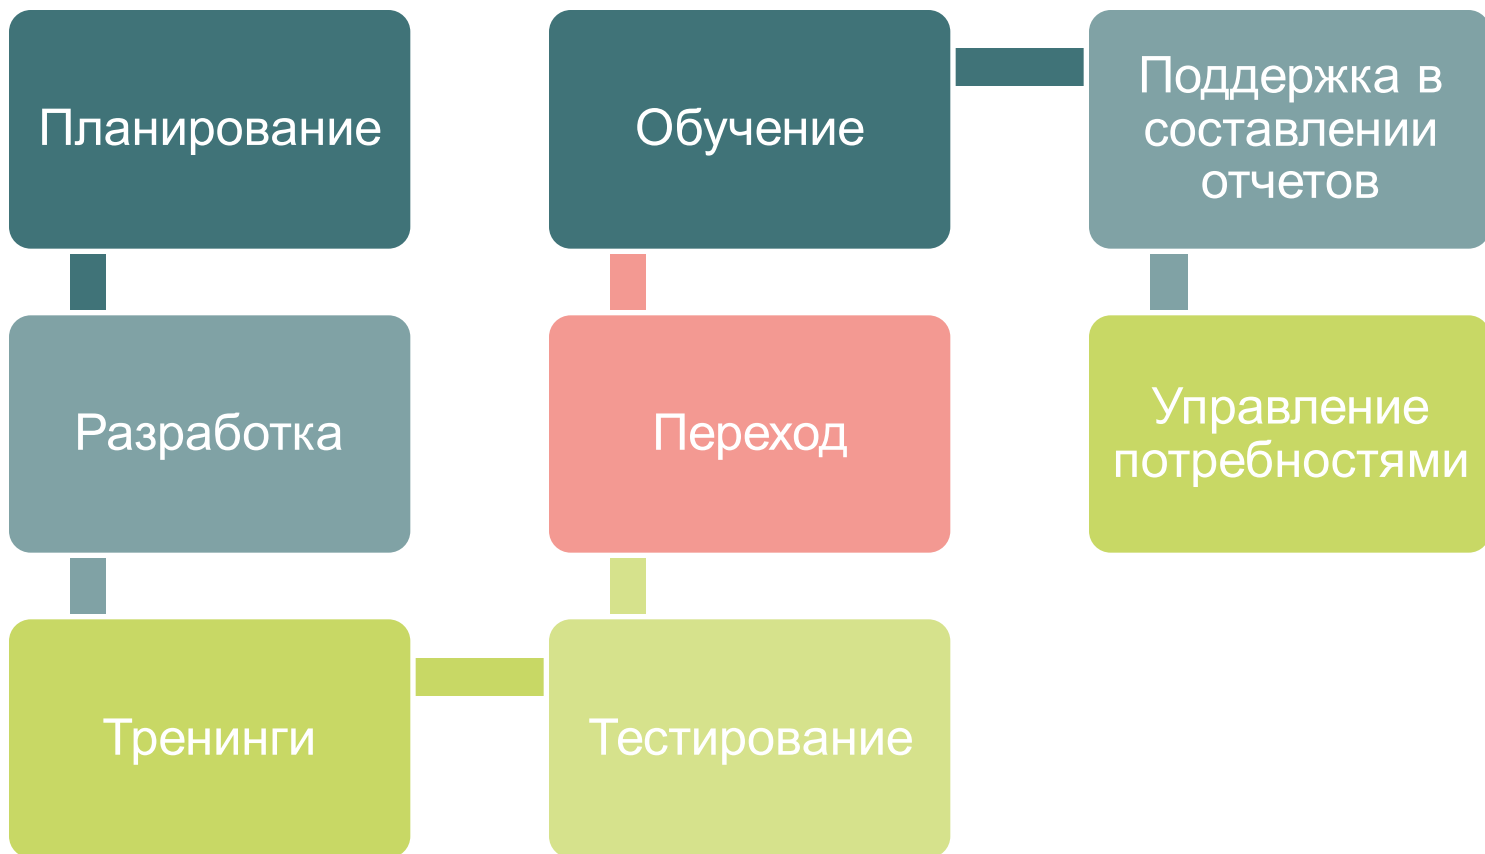 Планирование
Разработка
Тренинги
Тестирование
Переход
Обучение
Поддержка в
составлении
отчетов
Управление
потребностями